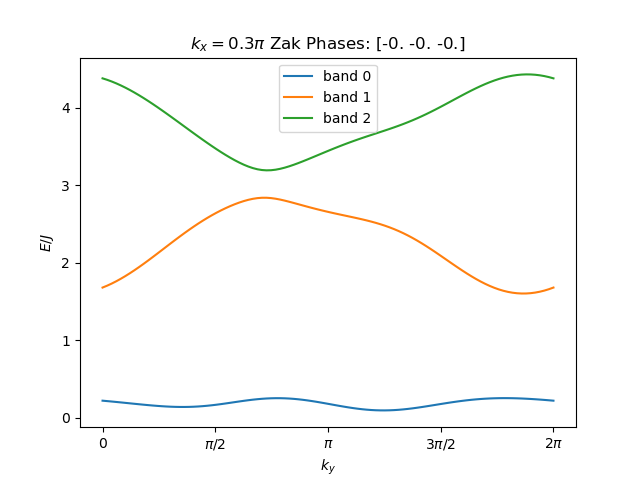 $k_x = 0.3\pi$ Zak Phases: [-0. -0. -0.]
band 0
band 1
band 2
4
3
2
1
0
E/J
0
π/2
π
3π/2
2π
$k_y$